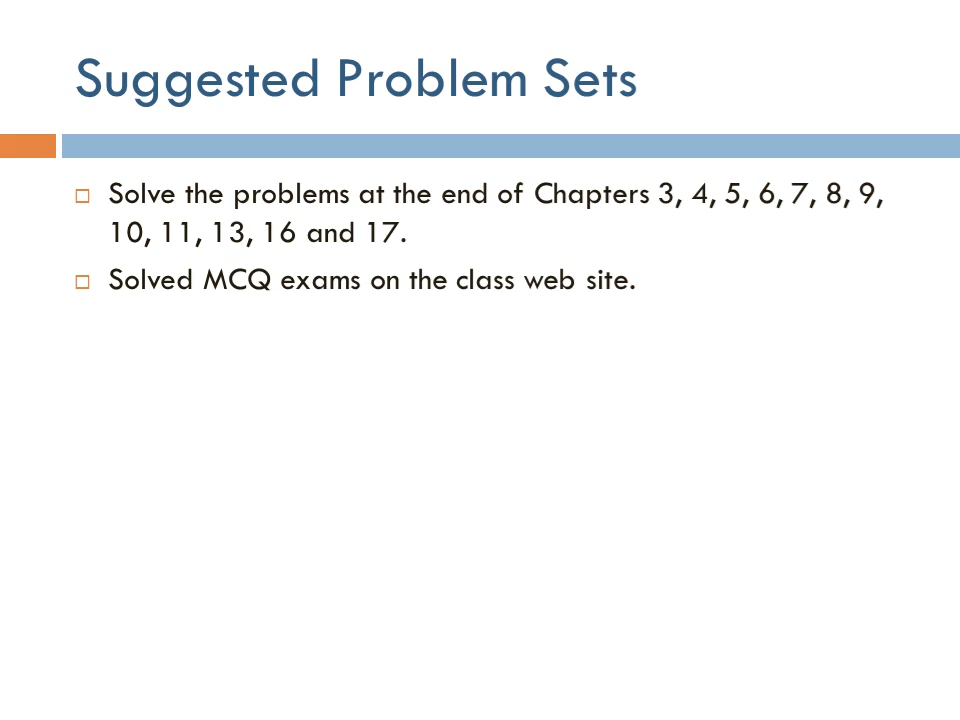 Suggested Problem Sets
Solve the problems at the end of Chapters 3, 4, 5, 6, 7, 8, 9,
10, 11, 13, 16 and 17.
Solved MCQ exams on the class web site.